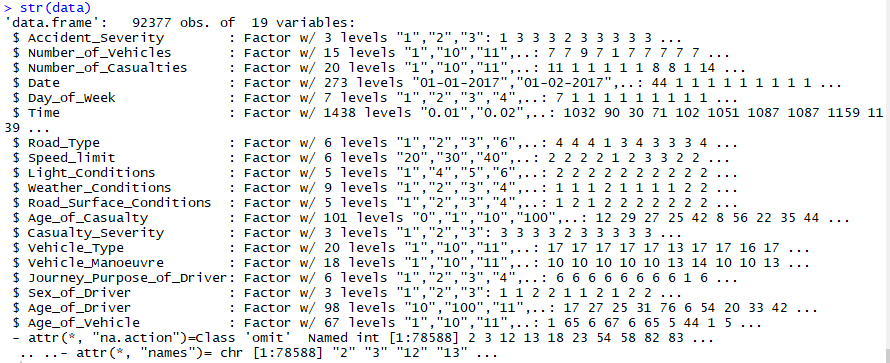 > str(data)
'data.frame':   92377 obs. of  19 variables:
 $ Accident_Severity        : Factor w/ 3 levels "1","2","3": 1 3 3 3 2 3 3 3 3 3 ...
 $ Number_of_Vehicles       : Factor w/ 15 levels "1","10","11",..: 7 7 9 7 1 7 7 7 7 7 ...
 $ Number_of_Casualties     : Factor w/ 20 levels "1","10","11",..: 11 1 1 1 1 1 8 8 1 14 ...
 $ Date                     : Factor w/ 273 levels "01-01-2017","01-02-2017",..: 44 1 1 1 1 1 1 1 1 1 ...
 $ Day_of_Week              : Factor w/ 7 levels "1","2","3","4",..: 7 1 1 1 1 1 1 1 1 1 ...
 $ Time                     : Factor w/ 1438 levels "0.01","0.02",..: 1032 90 30 71 102 1051 1087 1087 1159 11
39 ...
 $ Road_Type                : Factor w/ 6 levels "1","2","3","6",..: 4 4 4 1 3 4 3 3 3 4 ...
 $ Speed_limit              : Factor w/ 6 levels "20","30","40",..: 2 2 2 2 1 2 3 3 2 2 ...
 $ Light_Conditions         : Factor w/ 5 levels "1","4","5","6",..: 2 2 2 2 2 2 2 2 2 2 ...
 $ Weather_Conditions       : Factor w/ 9 levels "1","2","3","4",..: 1 1 1 2 1 1 1 1 2 2 ...
 $ Road_Surface_Conditions  : Factor w/ 5 levels "1","2","3","4",..: 1 2 1 2 2 2 2 2 2 2 ...
 $ Age_of_Casualty          : Factor w/ 101 levels "0","1","10","100",..: 12 29 27 25 42 8 56 22 35 44 ...
 $ Casualty_Severity        : Factor w/ 3 levels "1","2","3": 3 3 3 3 2 3 3 3 3 3 ...
 $ Vehicle_Type             : Factor w/ 20 levels "1","10","11",..: 17 17 17 17 17 13 17 17 16 17 ...
 $ Vehicle_Manoeuvre        : Factor w/ 18 levels "1","10","11",..: 10 10 10 10 10 13 14 10 10 13 ...
 $ Journey_Purpose_of_Driver: Factor w/ 6 levels "1","2","3","4",..: 6 6 6 6 6 6 6 6 1 6 ...
 $ Sex_of_Driver            : Factor w/ 3 levels "1","2","3": 1 1 2 2 1 1 2 1 2 2 ...
 $ Age_of_Driver            : Factor w/ 98 levels "10","100","11",..: 17 27 25 31 76 6 54 20 33 42 ...
 $ Age_of_Vehicle           : Factor w/ 67 levels "1","10","11",..: 1 65 6 67 6 65 5 44 1 5 ...
 - attr(*, "na.action")=Class 'omit'  Named int [1:78588] 2 3 12 13 18 23 54 58 82 83 ...
  .. ..- attr(*, "names")= chr [1:78588] "2" "3" "12" "13" ...